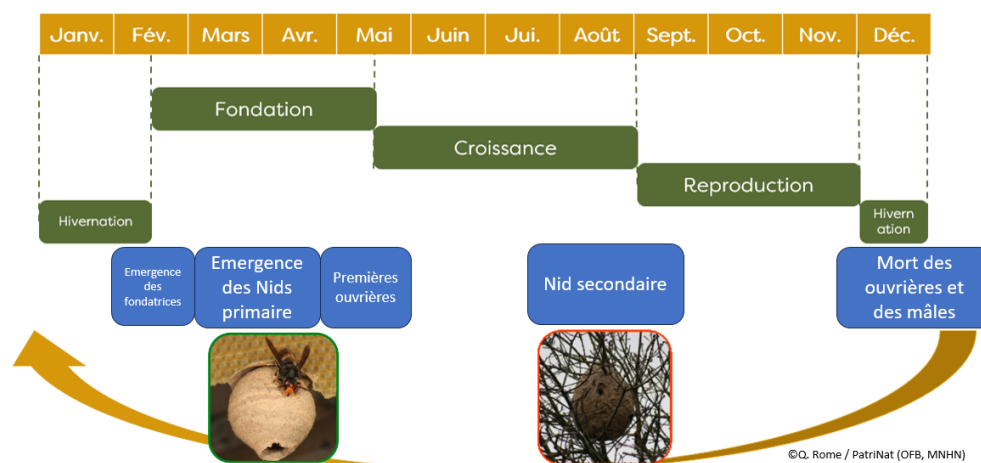 Janv. Fév. Mars Avr. Mai Juin Jui. Août Sept. Oct. Nov. Déc.
Fondation
Croissance
Reproduction
Hivernation
Hivern
ation
Emergence
des
fondatrices
Emergence
des Nids
primaire
Premières
ouvrières
Nid secondaire
Mort des
ouvrières et
des mâles
©Q. Rome / PatriNat (OFB, MNHN)